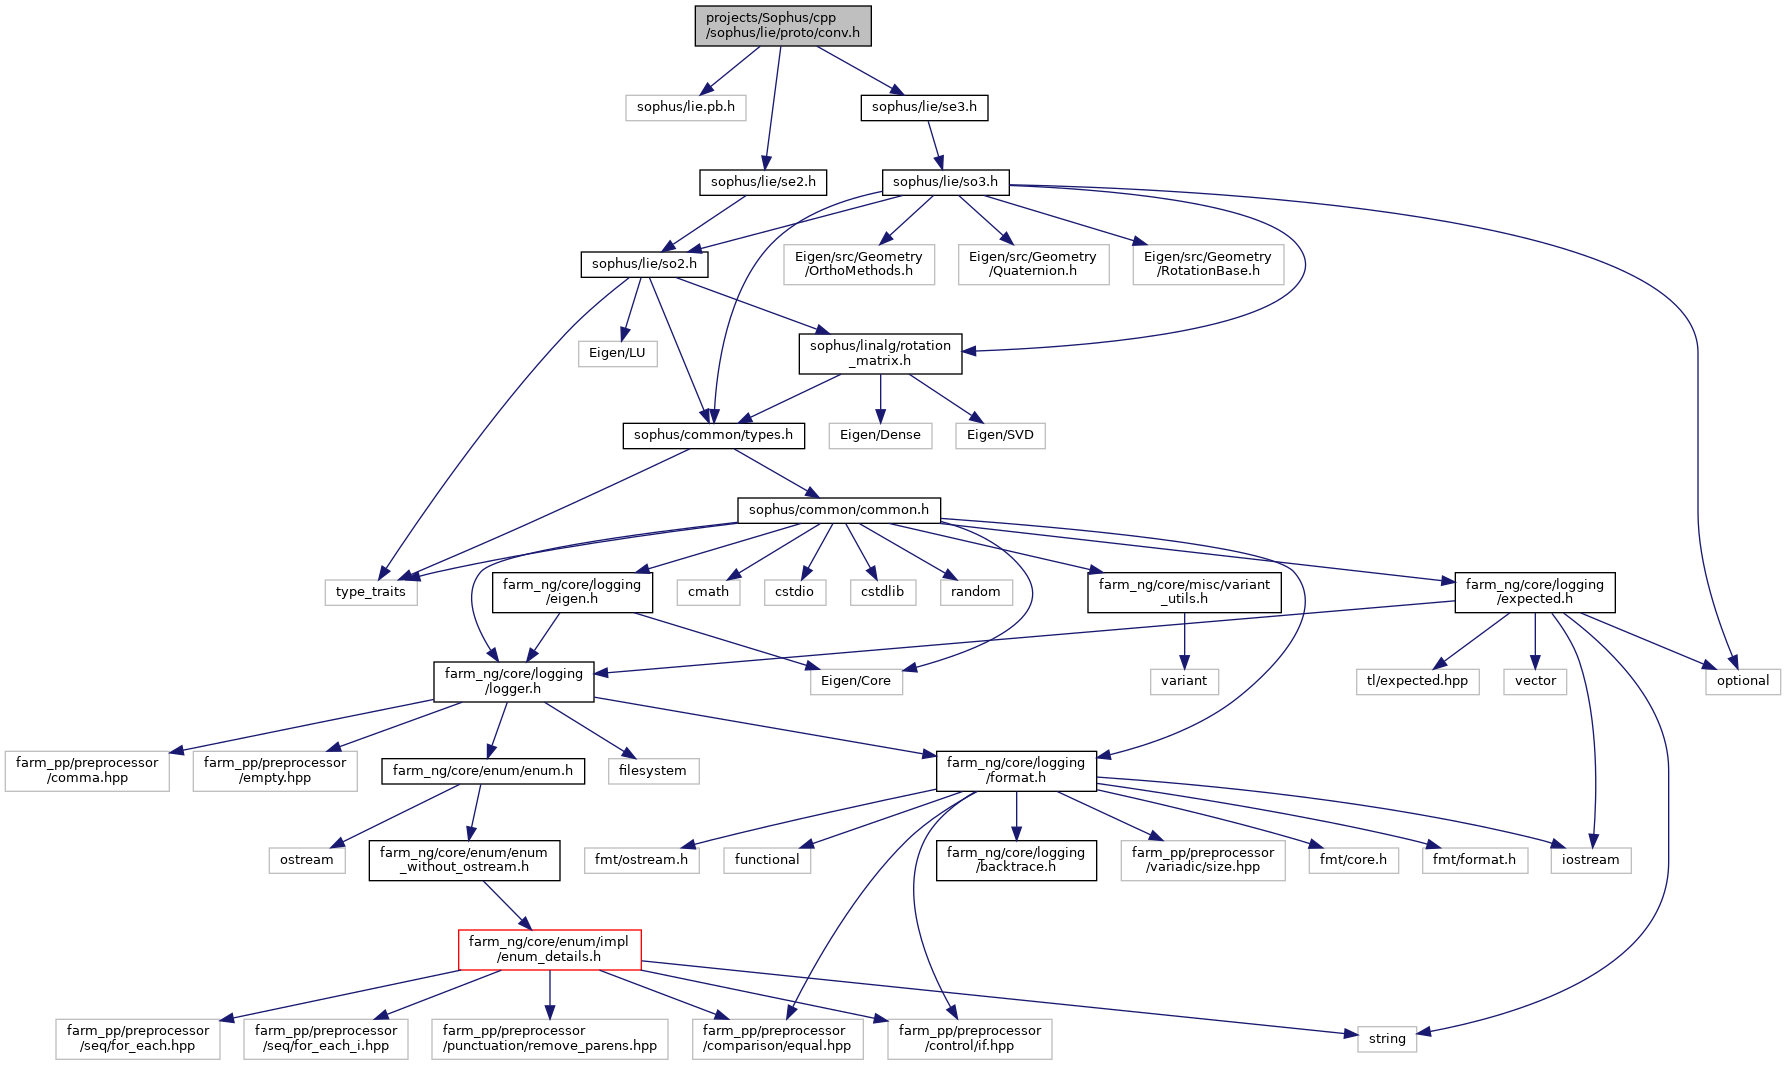 projects/Sophus/cpp
/sophus/lie/proto/conv.h
sophus/lie.pb.h
sophus/lie/se3.h
sophus/lie/se2.h
sophus/lie/so3.h
sophus/lie/so2.h
Eigen/src/Geometry
/OrthoMethods.h
Eigen/src/Geometry
/Quaternion.h
Eigen/src/Geometry
/RotationBase.h
Eigen/LU
sophus/linalg/rotation
_matrix.h
sophus/common/types.h
Eigen/Dense
Eigen/SVD
sophus/common/common.h
type_traits
farm_ng/core/logging
/eigen.h
cmath
cstdio
cstdlib
random
farm_ng/core/misc/variant
_utils.h
farm_ng/core/logging
/expected.h
farm_ng/core/logging
/logger.h
Eigen/Core
variant
tl/expected.hpp
vector
optional
farm_pp/preprocessor
/comma.hpp
farm_pp/preprocessor
/empty.hpp
farm_ng/core/enum/enum.h
filesystem
farm_ng/core/logging
/format.h
ostream
farm_ng/core/enum/enum
_without_ostream.h
fmt/ostream.h
functional
farm_ng/core/logging
/backtrace.h
farm_pp/preprocessor
/variadic/size.hpp
fmt/core.h
fmt/format.h
iostream
farm_ng/core/enum/impl
/enum_details.h
farm_pp/preprocessor
/seq/for_each.hpp
farm_pp/preprocessor
/seq/for_each_i.hpp
farm_pp/preprocessor
/punctuation/remove_parens.hpp
farm_pp/preprocessor
/comparison/equal.hpp
farm_pp/preprocessor
/control/if.hpp
string